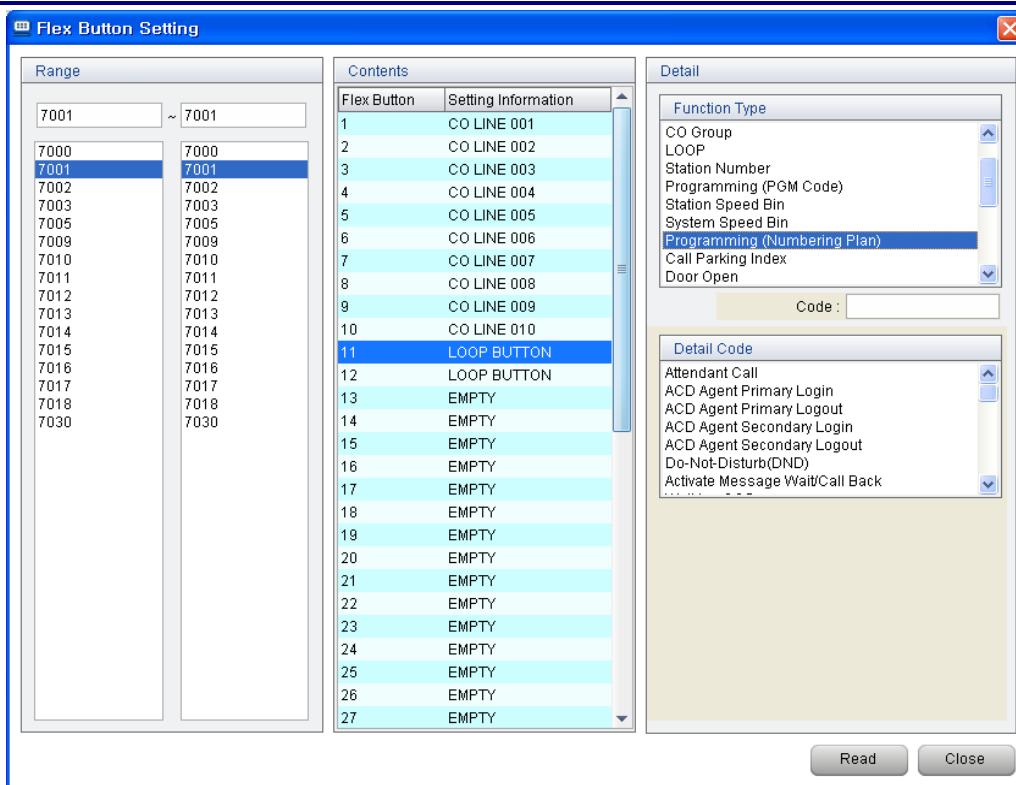 Flex Button Setting
Range
7001 ~ 7001
7000 7000
7001 7001
7002 7002
7003 7003
7005 7005
7009 7009
7010 7010
7011 7011
7012 7012
7013 7013
7014 7014
7015 7015
7016 7016
7017 7017
7018 7018
7030 7030
Contents
Flex Button Setting Information
1 CO LINE 001
2 CO LINE 002
3 CO LINE 003
4 CO LINE 004
5 CO LINE 005
6 CO LINE 006
7 CO LINE 007
8 CO LINE 008
9 CO LINE 009
10 CO LINE 010
11 LOOP BUTTON
12 LOOP BUTTON
13 EMPTY
14 EMPTY
15 EMPTY
16 EMPTY
17 EMPTY
18 EMPTY
19 EMPTY
20 EMPTY
21 EMPTY
22 EMPTY
23 EMPTY
24 EMPTY
25 EMPTY
26 EMPTY
27 EMPTY
Detail
Function Type
CO Group
LOOP
Station Number
Programming (PGM Code)
Station Speed Bin
System Speed Bin
Programming (Numbering Plan)
Call Parking Index
Door Open
Code :
Detail Code
Attendant Call
ACD Agent Primary Login
ACD Agent Primary Logout
ACD Agent Secondary Login
ACD Agent Secondary Logout
Do-Not-Disturb(DND)
Activate Message Wait/Call Back
Read
Close